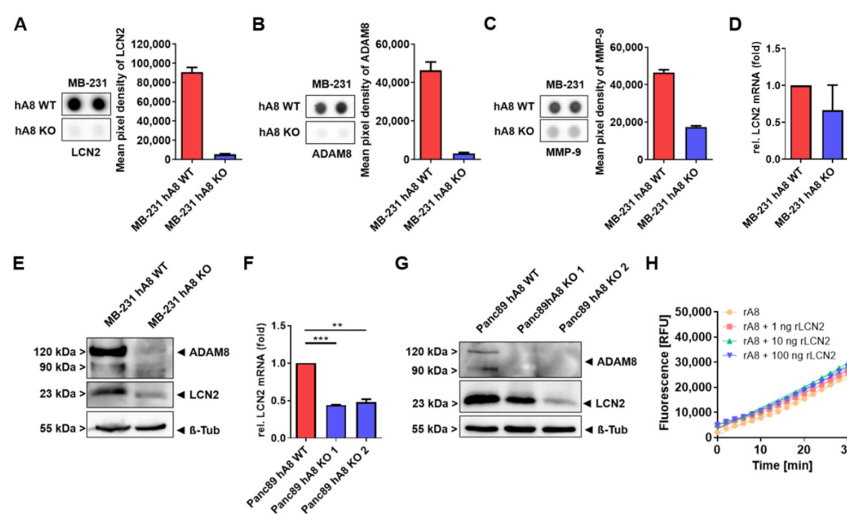 A
MB-231
hA8 WT
hA8 KO
LCN2
Mean pixel density of LCN2
120,000
100,000
80,000
60,000
40,000
20,000
0
MB-231 hA8 WT
MB-231 hA8 KO
B
MB-231
hA8 WT
hA8 KO
ADAM8
Mean pixel density of ADAM8
60,000
40,000
20,000
0
MB-231 hA8 WT
MB-231 hA8 KO
C
MB-231
hA8 WT
hA8 KO
MMP-9
Mean pixel density of MMP-9
60,000
40,000
20,000
0
MB-231 hA8 WT
MB-231 hA8 KO
D
rel. LCN2 mRNA (fold)
1.5
1.0
0.5
0.0
MB-231 hA8 WT
MB-231 hA8 KO
E
MB-231 hA8 WT
MB-231 hA8 KO
120 kDa >
90 kDa >
◄ ADAM8
23 kDa >
◄ LCN2
55 kDa >
◄ ß-Tub
F
rel. LCN2 mRNA (fold)
1.5
1.0
0.5
0.0
**
***
Panc89 hA8 WT
Panc89 hA8 KO 1
Panc89 hA8 KO 2
G
Panc89 hA8 WT
Panc89hA8 KO 1
Panc89 hA8 KO 2
120 kDa >
90 kDa >
◄ ADAM8
23 kDa >
◄ LCN2
55 kDa >
◄ ß-Tub
H
Fluorescence [RFU]
50,000
40,000
30,000
20,000
10,000
0
rA8
rA8 + 1 ng rLCN2
rA8 + 10 ng rLCN2
rA8 + 100 ng rLCN2
0
10
20
Time [min]